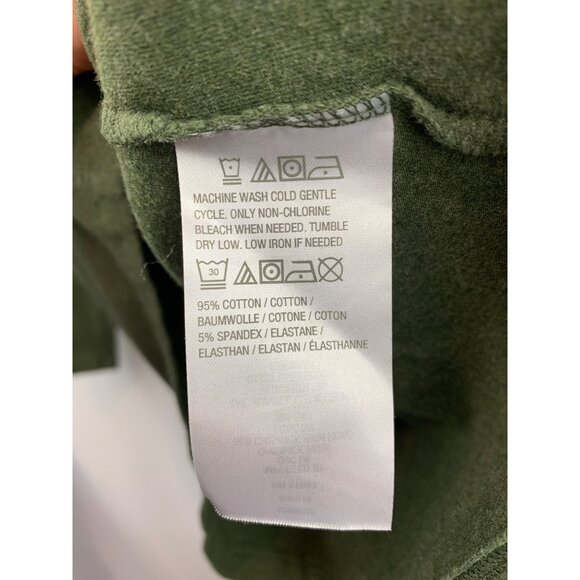 MACHINE WASH COLD GENTLE
CYCLE. ONLY NON-CHLORINE
BLEACH WHEN NEEDED. TUMBLE
DRY LOW. LOW IRON IF NEEDED
30
95% COTTON / COTTON /
BAUMWOLLE / COTONE / COTON
5% SPANDEX / ELASTANE /
ELASTHAN / ELASTAN / ÉLASTHANNE